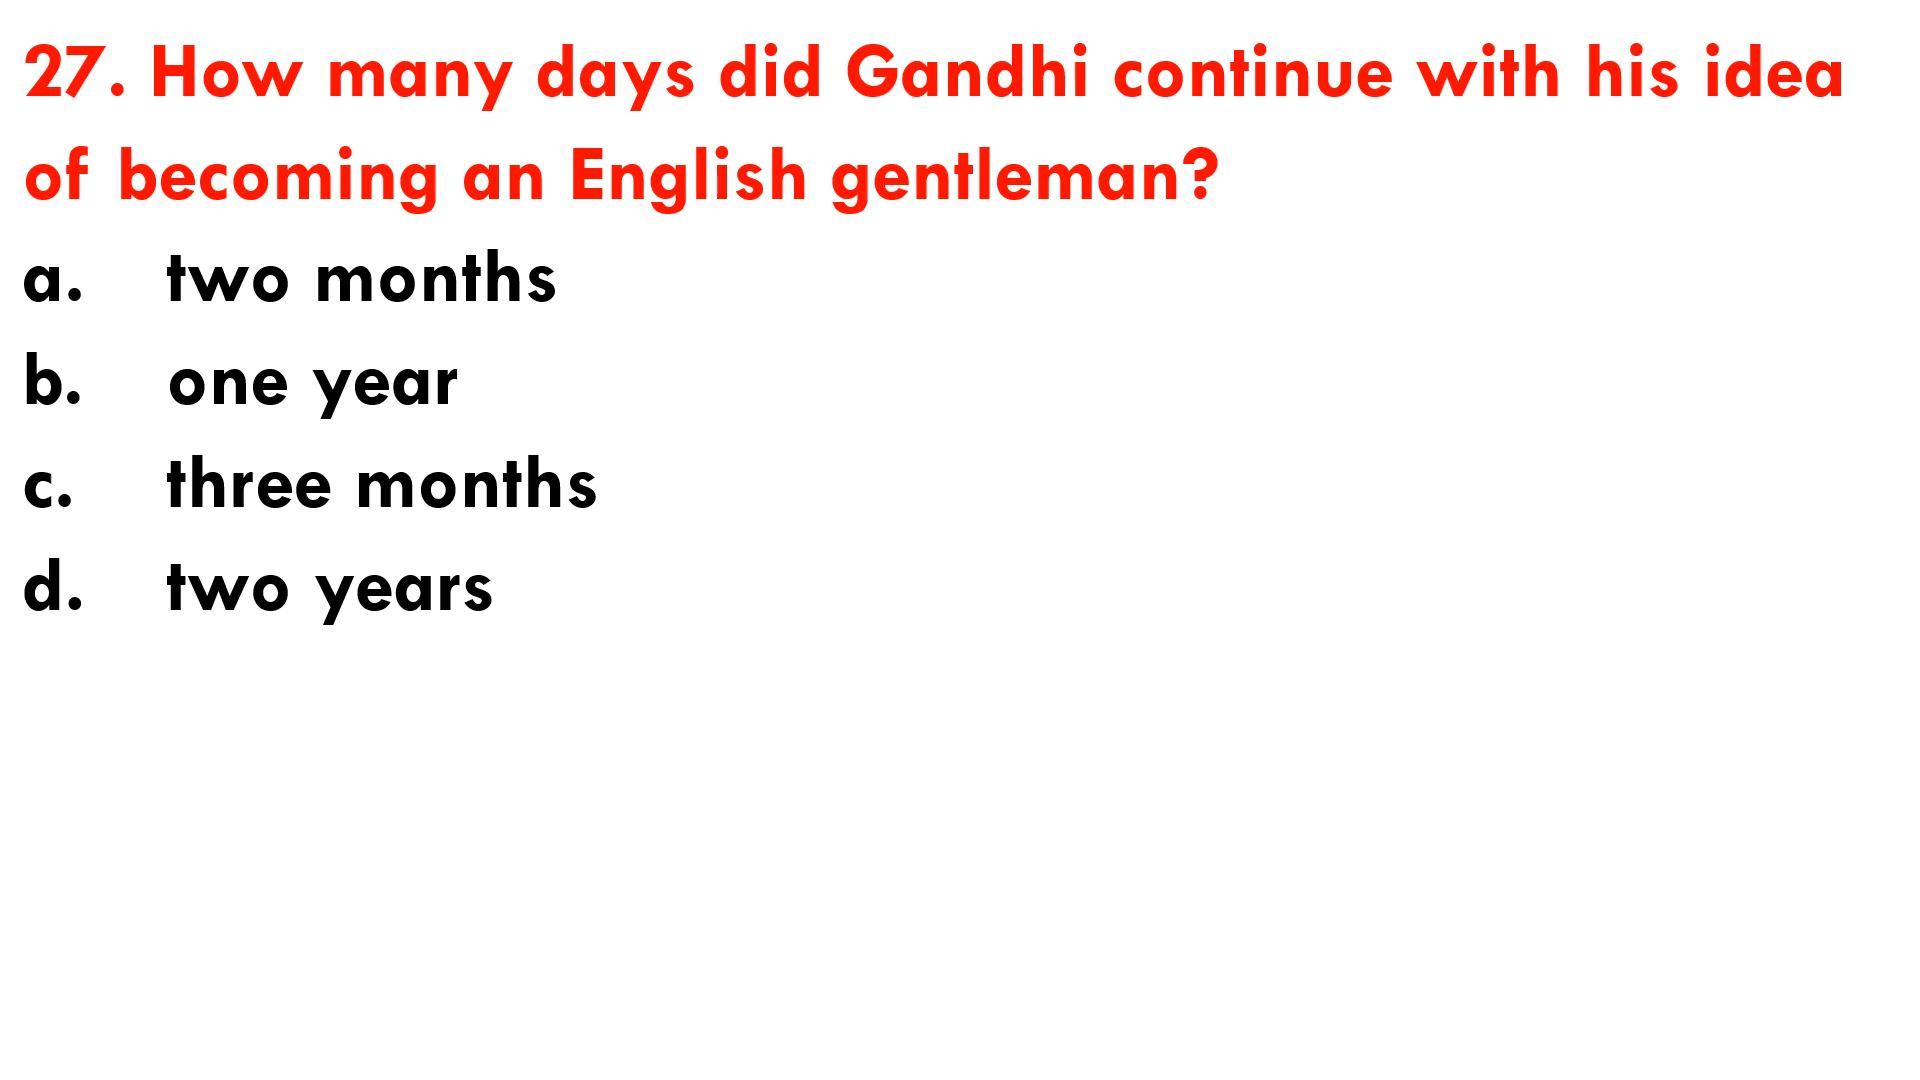 27. How many days did Gandhi continue with his idea
of becoming an English gentleman?
a. two months
b. one year
c. three months
d. two years